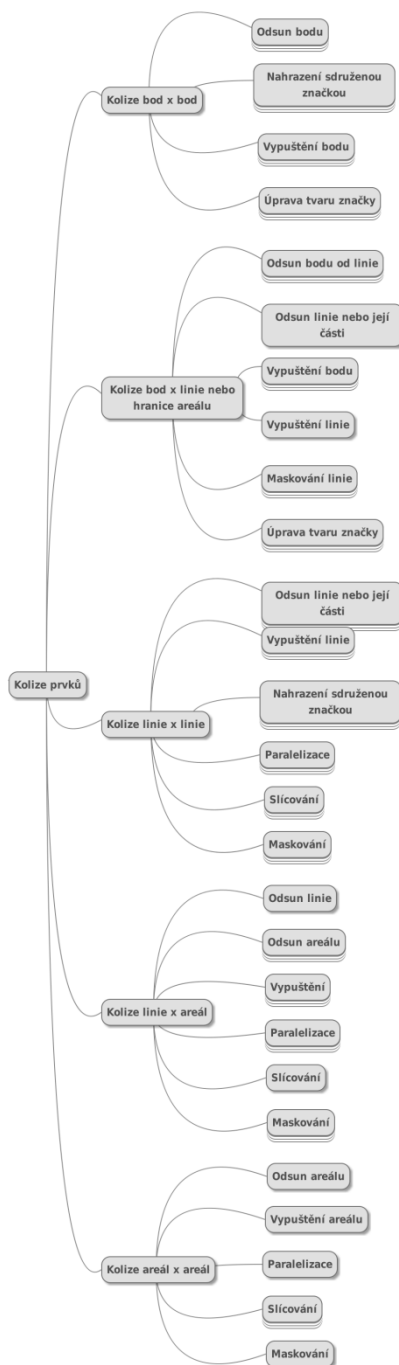 Kolize prvků
Kolize bod x bod
Odsun bodu
Nahrazení sdruženou
značkou
Vypuštění bodu
Úprava tvaru značky
Kolize bod x linie nebo
hranice areálu
Odsun bodu od linie
Odsun linie nebo její
části
Vypuštění bodu
Vypuštění linie
Maskování linie
Úprava tvaru značky
Kolize linie x linie
Odsun linie nebo její
části
Vypuštění linie
Nahrazení sdruženou
značkou
Paralelizace
Slícování
Maskování
Kolize linie x areál
Odsun linie
Odsun areálu
Vypuštění
Paralelizace
Slícování
Maskování
Kolize areál x areál
Odsun areálu
Vypuštění areálu
Paralelizace
Slícování
Maskování